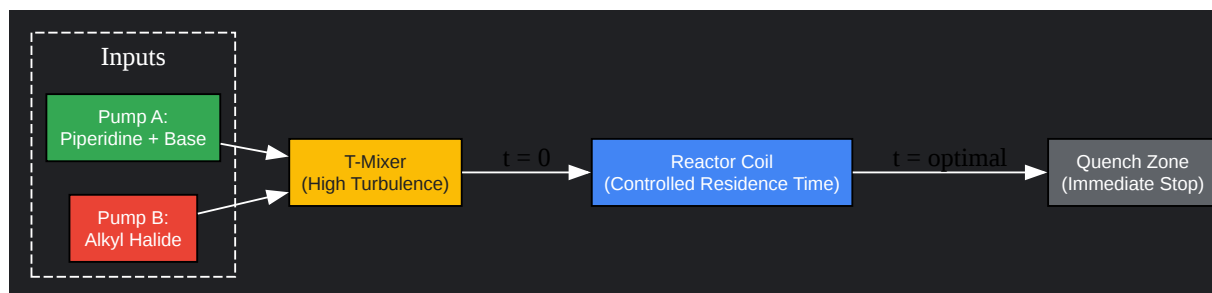 Inputs
Pump A:
Piperidine + Base
Pump B:
Alkyl Halide
T-Mixer
(High Turbulence)
t = 0
Reactor Coil
(Controlled Residence Time)
t = optimal
Quench Zone
(Immediate Stop)